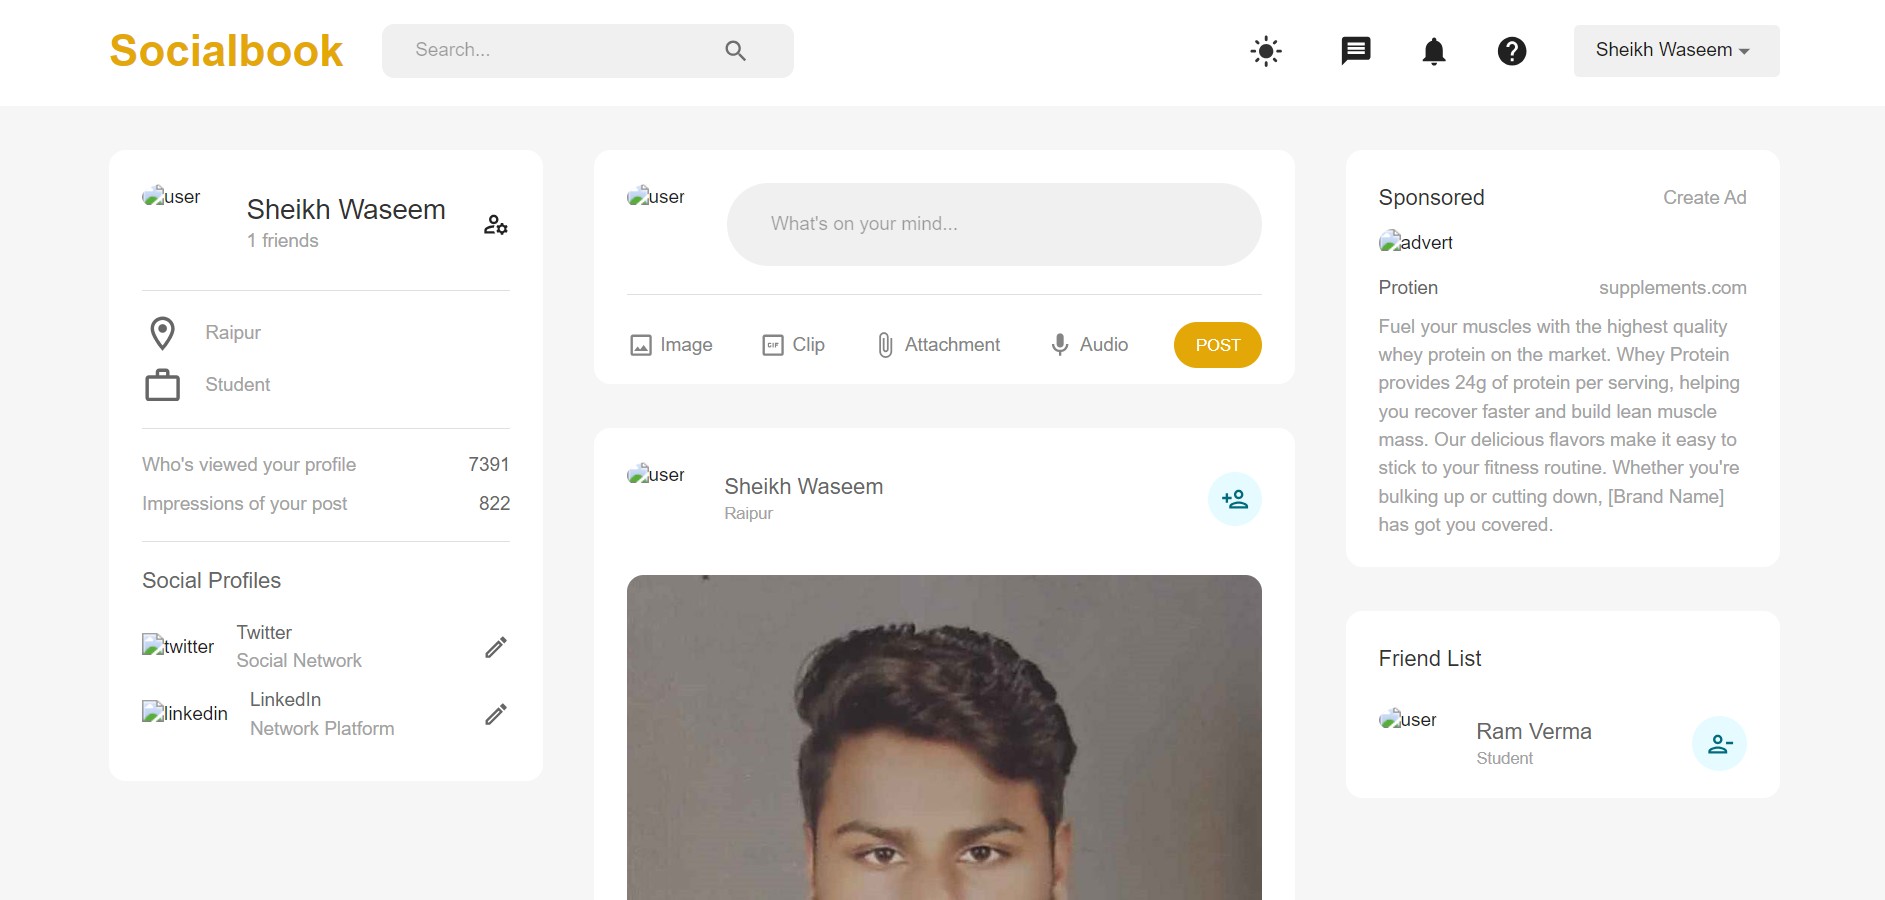 Socialbook
Search...
Sheikh Waseem
user
Sheikh Waseem
1 friends
Raipur
Student
Who's viewed your profile 7391
Impressions of your post 822
Social Profiles
twitter
Twitter
Social Network
linkedin
LinkedIn
Network Platform
user
What's on your mind...
Image
GIF
Clip
Attachment
Audio
POST
user
Sheikh Waseem
Raipur
Sponsored
Create Ad
advert
Protien
supplements.com
Fuel your muscles with the highest quality
whey protein on the market. Whey Protein
provides 24g of protein per serving, helping
you recover faster and build lean muscle
mass. Our delicious flavors make it easy to
stick to your fitness routine. Whether you're
bulking up or cutting down, [Brand Name]
has got you covered.
Friend List
user
Ram Verma
Student